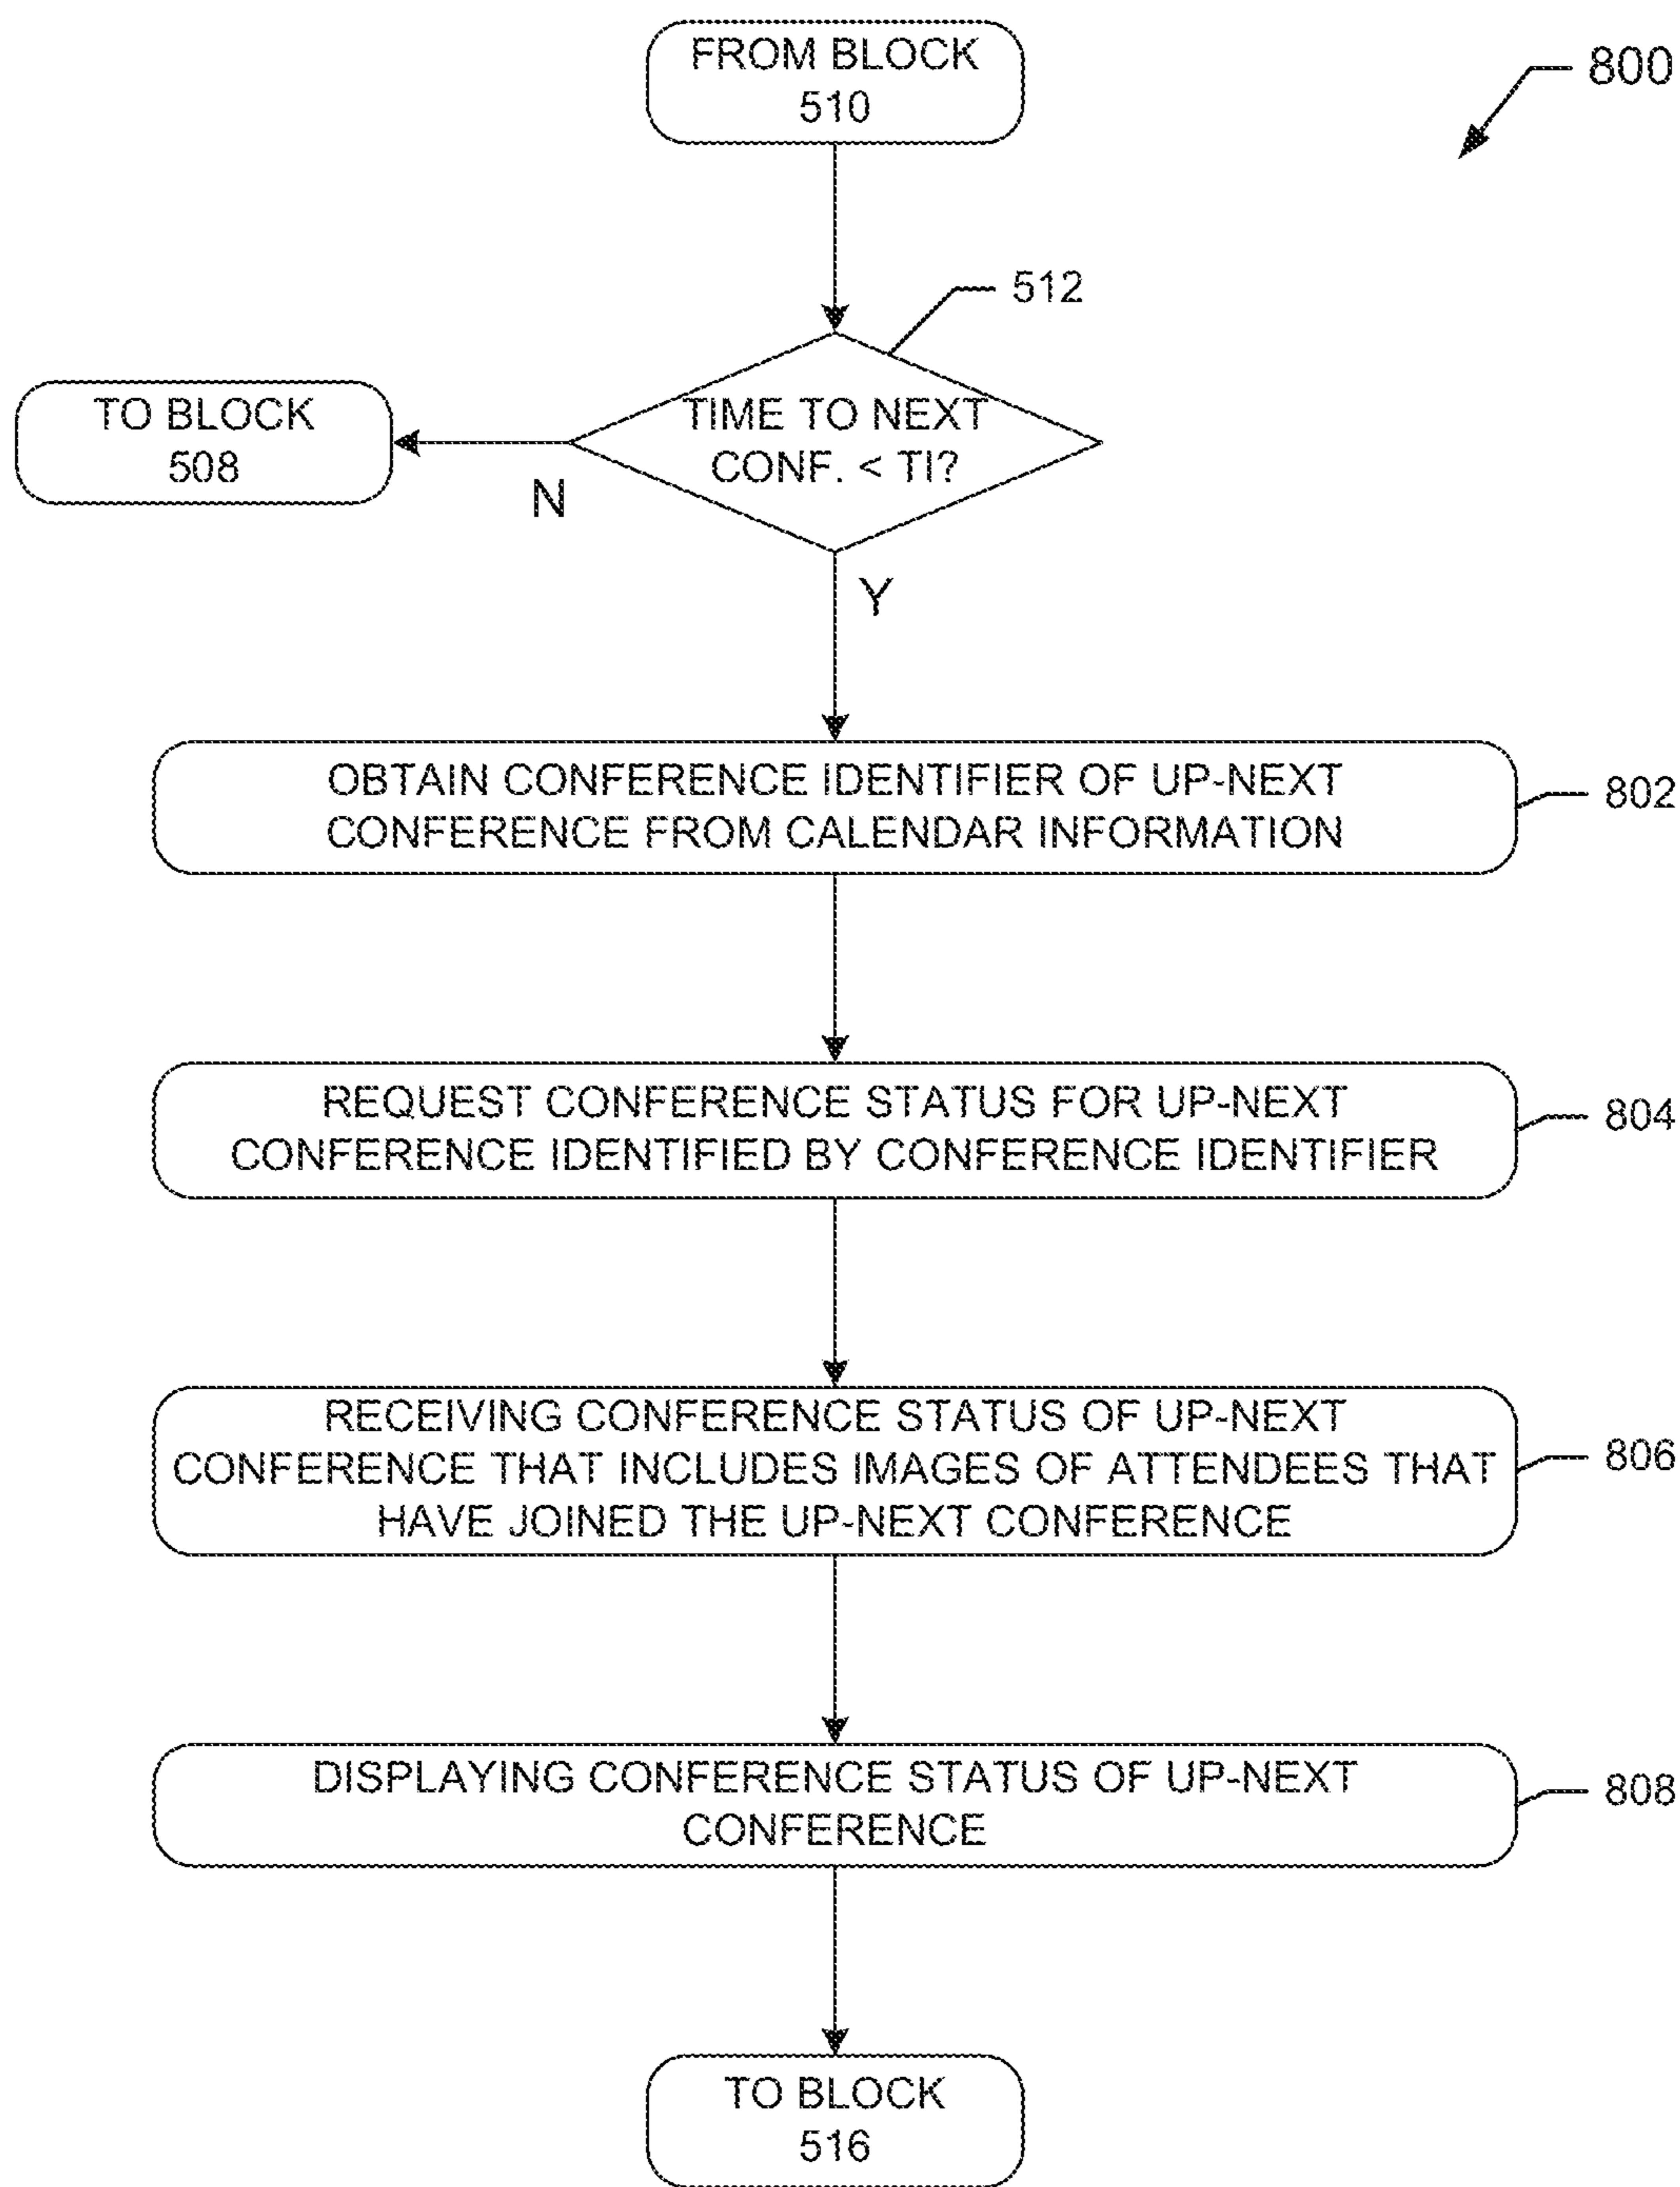 FROM BLOCK
510
800
512
TIME TO NEXT
CONF. < TI?
TO BLOCK
508
N
Y
OBTAIN CONFERENCE IDENTIFIER OF UP-NEXT
CONFERENCE FROM CALENDAR INFORMATION
802
REQUEST CONFERENCE STATUS FOR UP-NEXT
CONFERENCE IDENTIFIED BY CONFERENCE IDENTIFIER
804
RECEIVING CONFERENCE STATUS OF UP-NEXT
CONFERENCE THAT INCLUDES IMAGES OF ATTENDEES THAT
HAVE JOINED THE UP-NEXT CONFERENCE
806
DISPLAYING CONFERENCE STATUS OF UP-NEXT
CONFERENCE
808
TO BLOCK
516